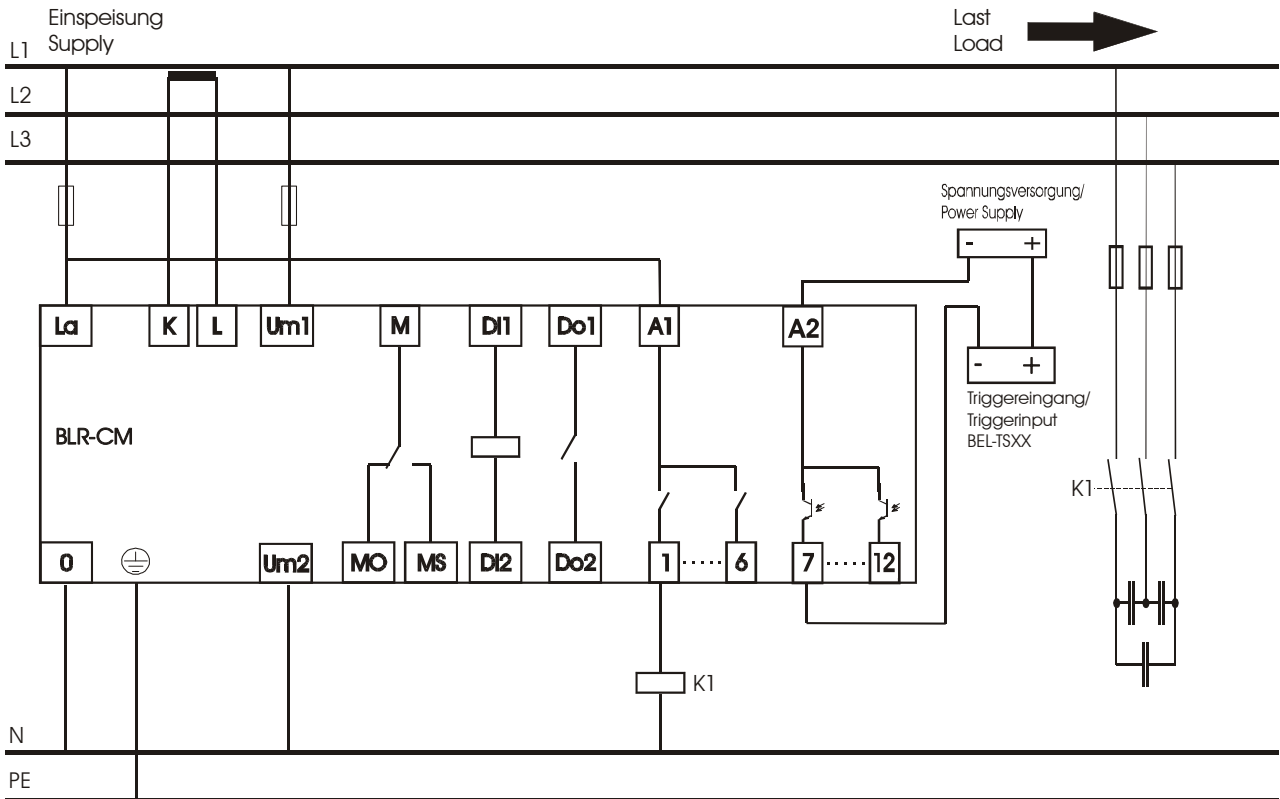 Einspeisung
Supply
Last
Load
L1
L2
L3
Spannungsversorgung/
Power Supply
- +
La K L Um1 M DI1 Do1 A1 A2
- +
Triggereingang/
Triggerinput
BEL-TSXX
BLR-CM
K1
0 Um2 MO MS DI2 Do2 1 ..... 6 7 ..... 12
K1
N
PE